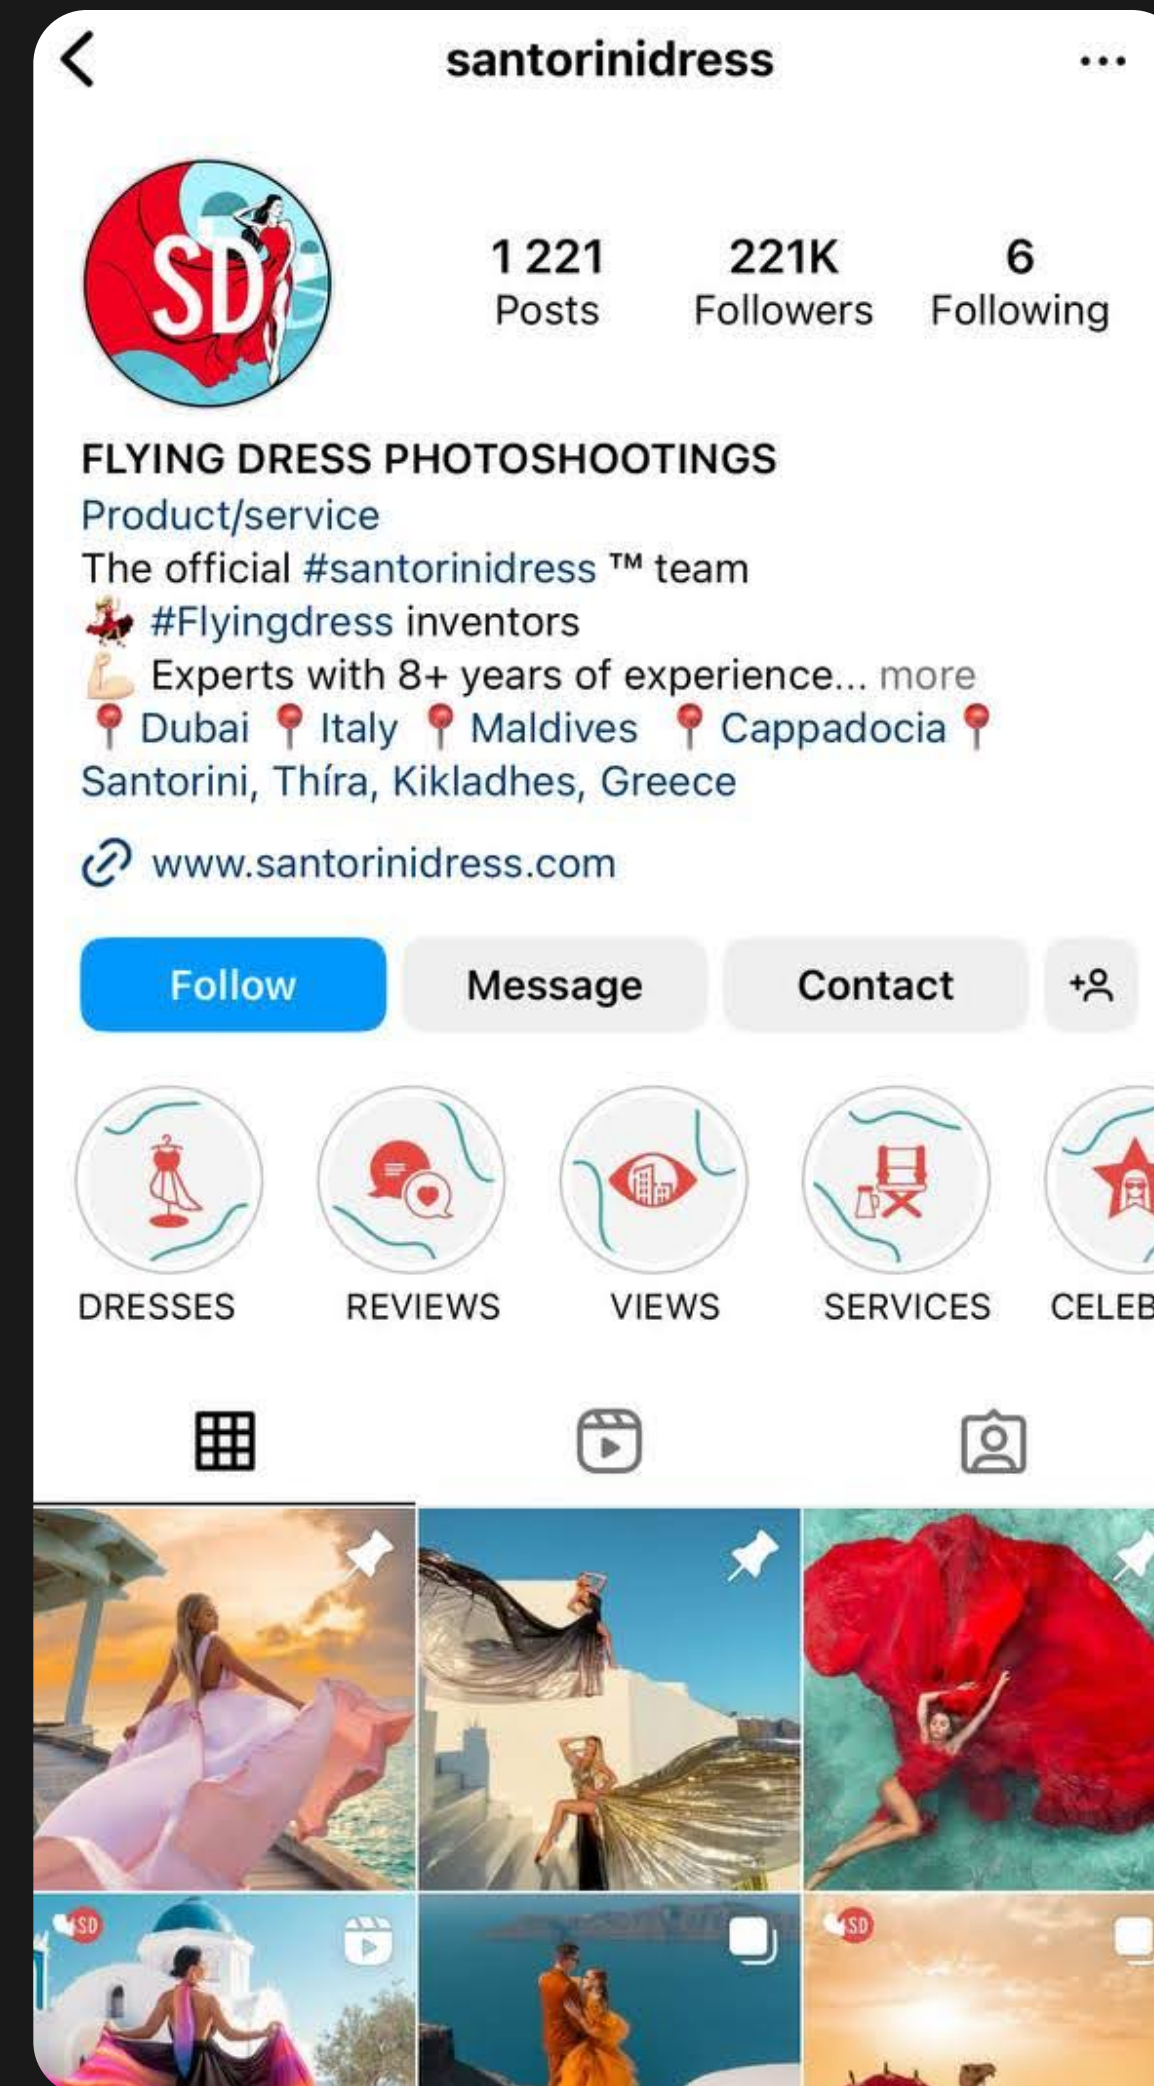 santorinidress
SD
1 221
Posts
221K
Followers
6
Following
FLYING DRESS PHOTOSHOOTINGS
Product/service
The official #santorinidress ™ team
💃🏻 #Flyingdress inventors
💪🏻 Experts with 8+ years of experience... more
📍 Dubai 📍 Italy 📍 Maldives 📍 Cappadocia 📍
Santorini, Thíra, Kikladhes, Greece
www.santorinidress.com
Follow
Message
Contact
DRESSES
REVIEWS
VIEWS
SERVICES
CELEB
SD
SD